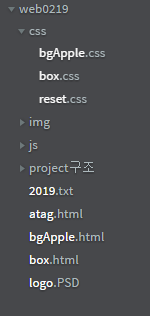 web0219
css
bgApple.css
box.css
reset.css
img
js
project구조
2019.txt
atag.html
bgApple.html
box.html
logo.PSD